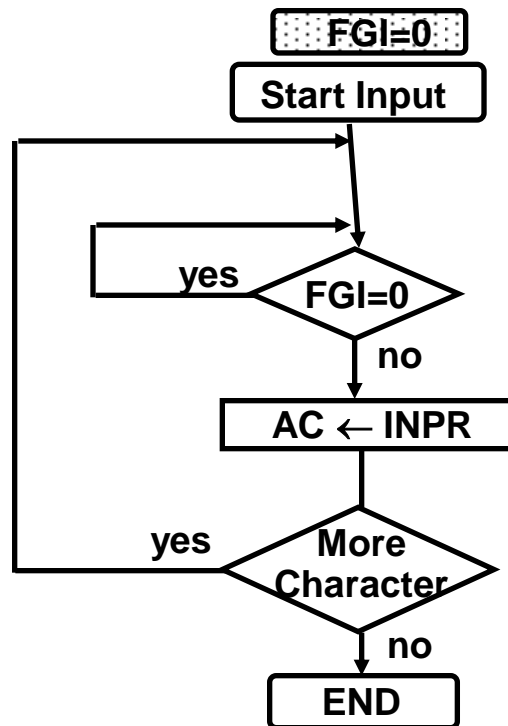 FGI=0
Start Input
yes
FGI=0
no
AC ← INPR
yes
More
Character
no
END